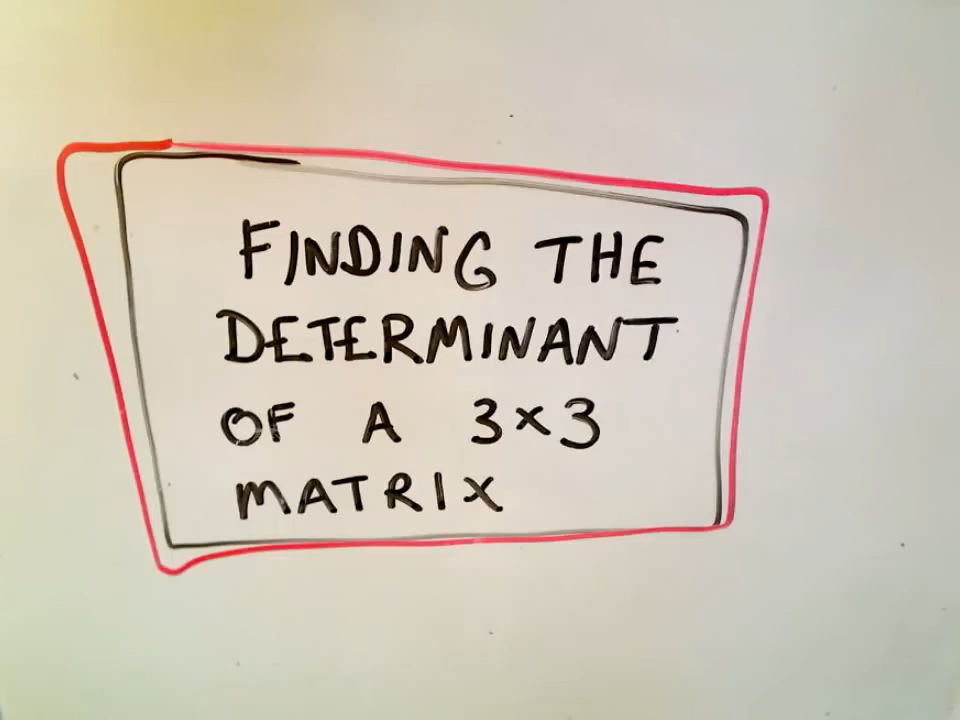 FINDING THE
DETERMINANT
OF A 3×3
MATRIX